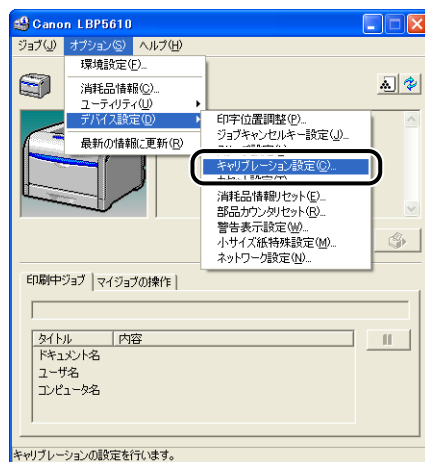 Canon LBP5610
ジョブ(J) オプション(S) ヘルプ(H)
環境設定(F)...
消耗品情報(C)...
ユーティリティ(U)
デバイス設定(D)
最新の情報に更新(R)
印字位置調整(P)...
ジョブキャンセルキー設定(J)...
キャリブレーション設定(C)...
消耗品情報リセット(E)...
部品カウンタリセット(R)...
警告表示設定(W)...
小サイズ紙特殊設定(M)...
ネットワーク設定(N)...
印刷中ジョブ マイジョブの操作
タイトル 内容
ドキュメント名
ユーザ名
コンピュータ名
キャリブレーションの設定を行います。